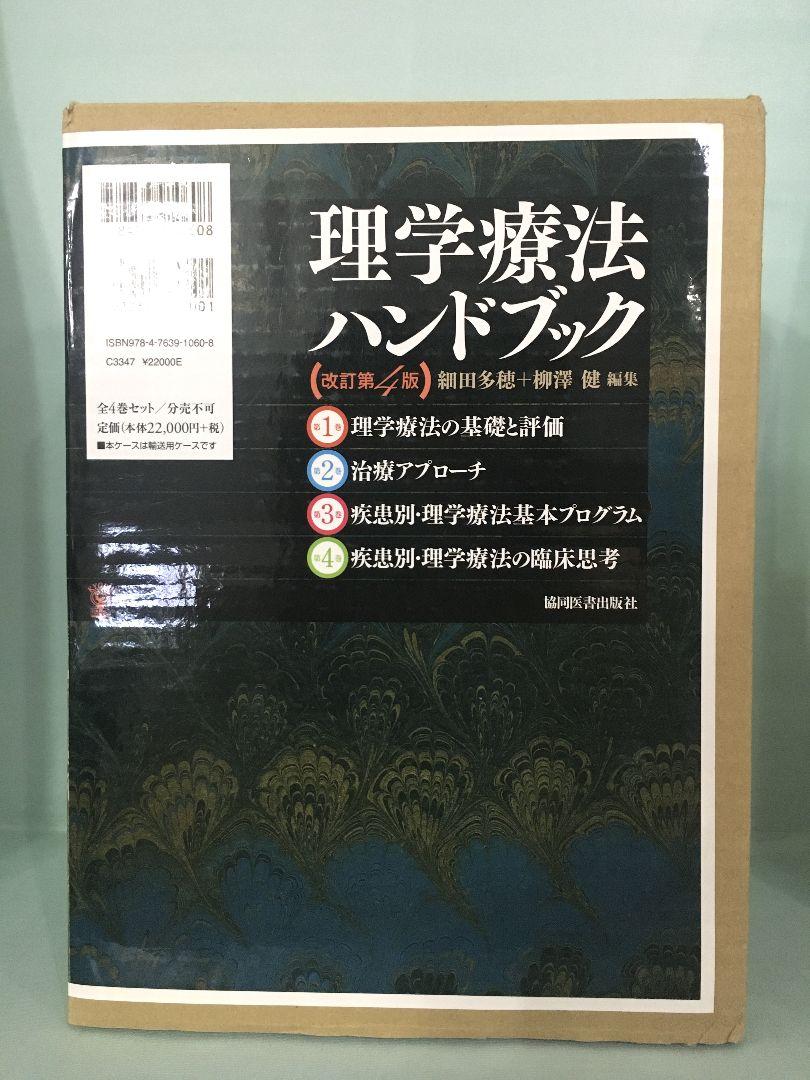 ISBN978-4-7639-1060-8
C3347 ¥22000E
全4巻セット/分売不可
定価(本体22,000円+税)
■本ケースは輸送用ケースです
理学療法
ハンドブック
(改訂第4版) 細田多穂+柳澤 健 編集
第1巻 理学療法の基礎と評価
第2巻 治療アプローチ
第3巻 疾患別・理学療法基本プログラム
第4巻 疾患別・理学療法の臨床思考
協同医書出版社